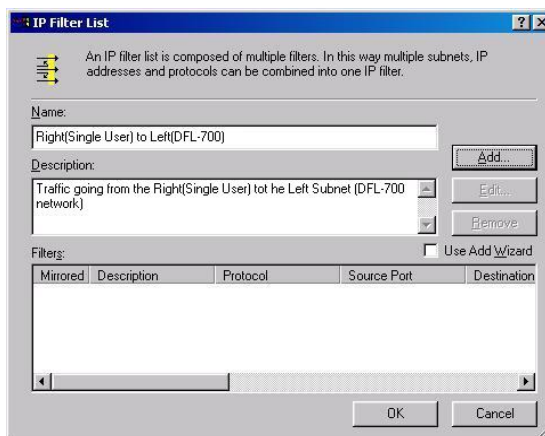 IP Filter List
An IP filter list is composed of multiple filters. In this way multiple subnets, IP
addresses and protocols can be combined into one IP filter.
Name:
Right(Single User) to Left(DFL-700)
Add...
Description:
Traffic going from the Right(Single User) tot he Left Subnet (DFL-700
network)
Edit...
Remove
Filters:
Use Add Wizard
Mirrored Description Protocol Source Port Destination
OK Cancel